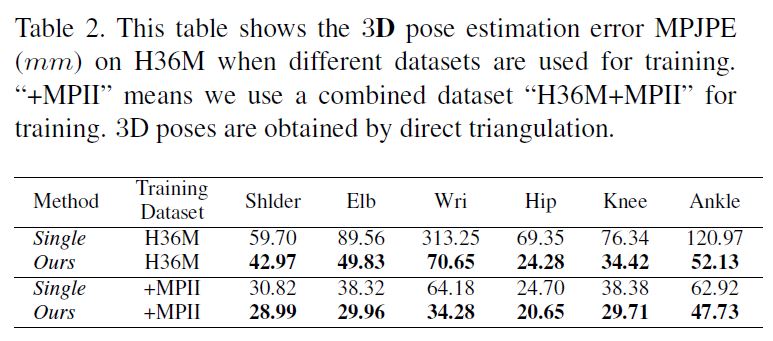 Table 2. This table shows the 3D pose estimation error MPJPE
(mm) on H36M when different datasets are used for training.
“+MPII” means we use a combined dataset “H36M+MPII” for
training. 3D poses are obtained by direct triangulation.
Method Training Dataset Shlder Elb Wri Hip Knee Ankle
Single H36M 59.70 89.56 313.25 69.35 76.34 120.97
Ours H36M 42.97 49.83 70.65 24.28 34.42 52.13
Single +MPII 30.82 38.32 64.18 24.70 38.38 62.92
Ours +MPII 28.99 29.96 34.28 20.65 29.71 47.73